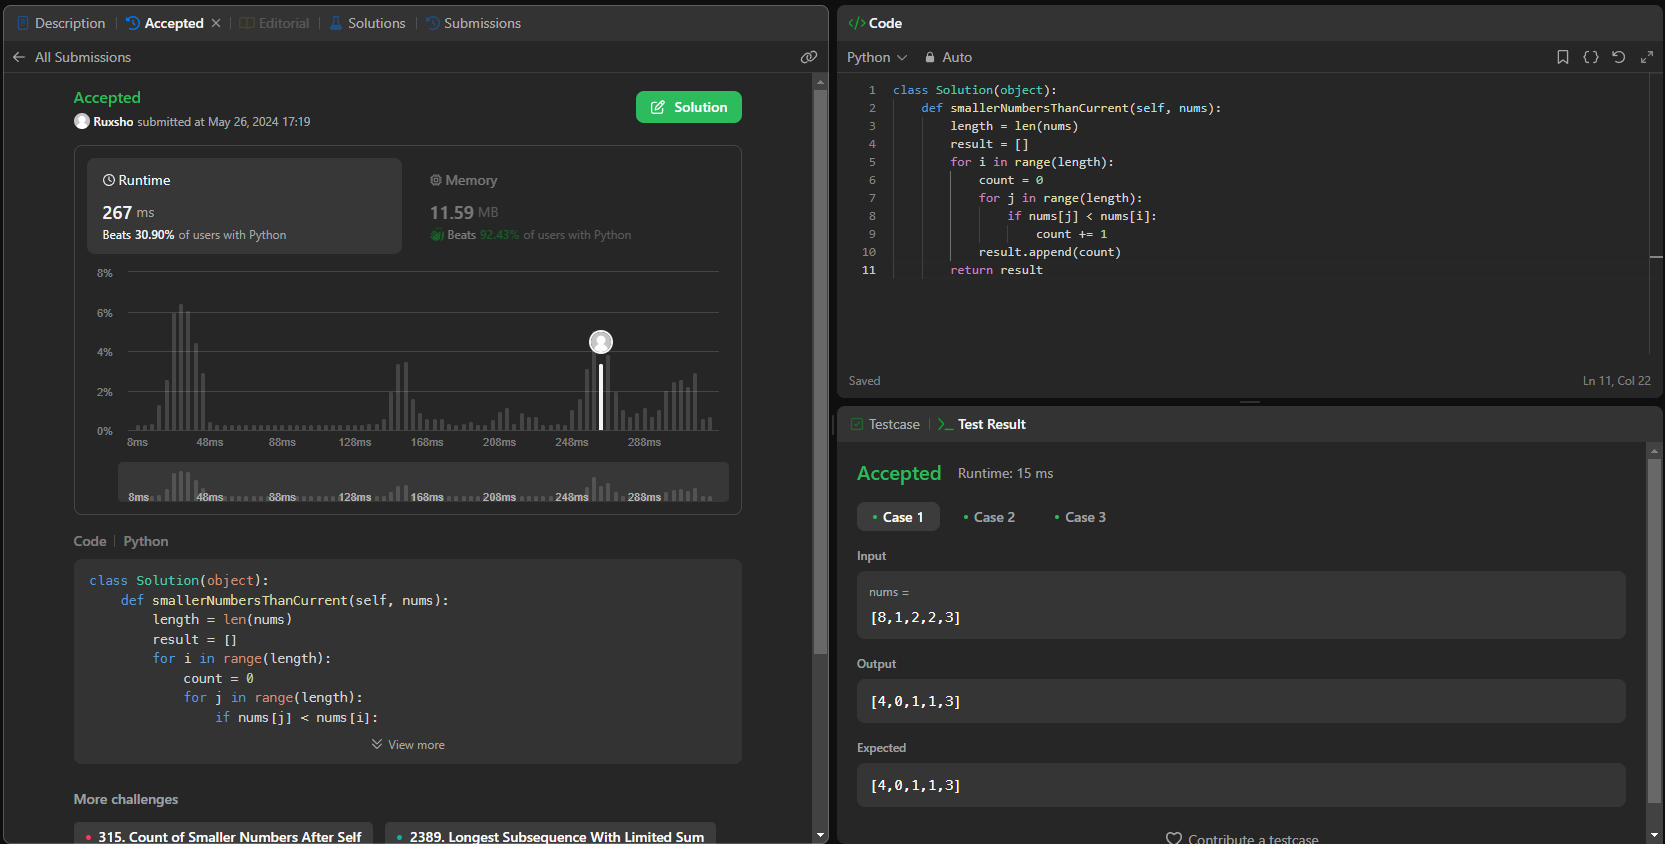 Description
Accepted
Editorial
Solutions
Submissions
All Submissions
Accepted
Ruxsho submitted at May 26, 2024 17:19
Solution
Runtime
267 ms
Beats 30.90% of users with Python
Memory
11.59 MB
Beats 92.43% of users with Python
8%
6%
4%
2%
0%
8ms 48ms 88ms 128ms 168ms 208ms 248ms 288ms
8ms 48ms 88ms 128ms 168ms 208ms 248ms 288ms
Code | Python
class Solution(object):
    def smallerNumbersThanCurrent(self, nums):
        length = len(nums)
        result = []
        for i in range(length):
            count = 0
            for j in range(length):
                if nums[j] < nums[i]:
View more
More challenges
315. Count of Smaller Numbers After Self
2389. Longest Subsequence With Limited Sum
</> Code
Python
Auto
1 class Solution(object):
2     def smallerNumbersThanCurrent(self, nums):
3         length = len(nums)
4         result = []
5         for i in range(length):
6             count = 0
7             for j in range(length):
8                 if nums[j] < nums[i]:
9                     count += 1
10             result.append(count)
11         return result
Saved
Ln 11, Col 22
Testcase
Test Result
Accepted
Runtime: 15 ms
Case 1
Case 2
Case 3
Input
nums =
[8,1,2,2,3]
Output
[4,0,1,1,3]
Expected
[4,0,1,1,3]
Contribute a testcase